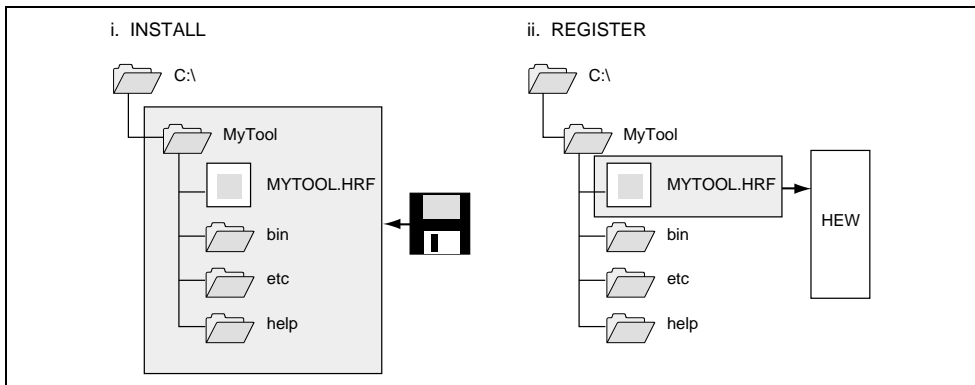 i. INSTALL
C:\
MyTool
MYTOOL.HRF
bin
etc
help
ii. REGISTER
C:\
MyTool
MYTOOL.HRF
HEW
bin
etc
help